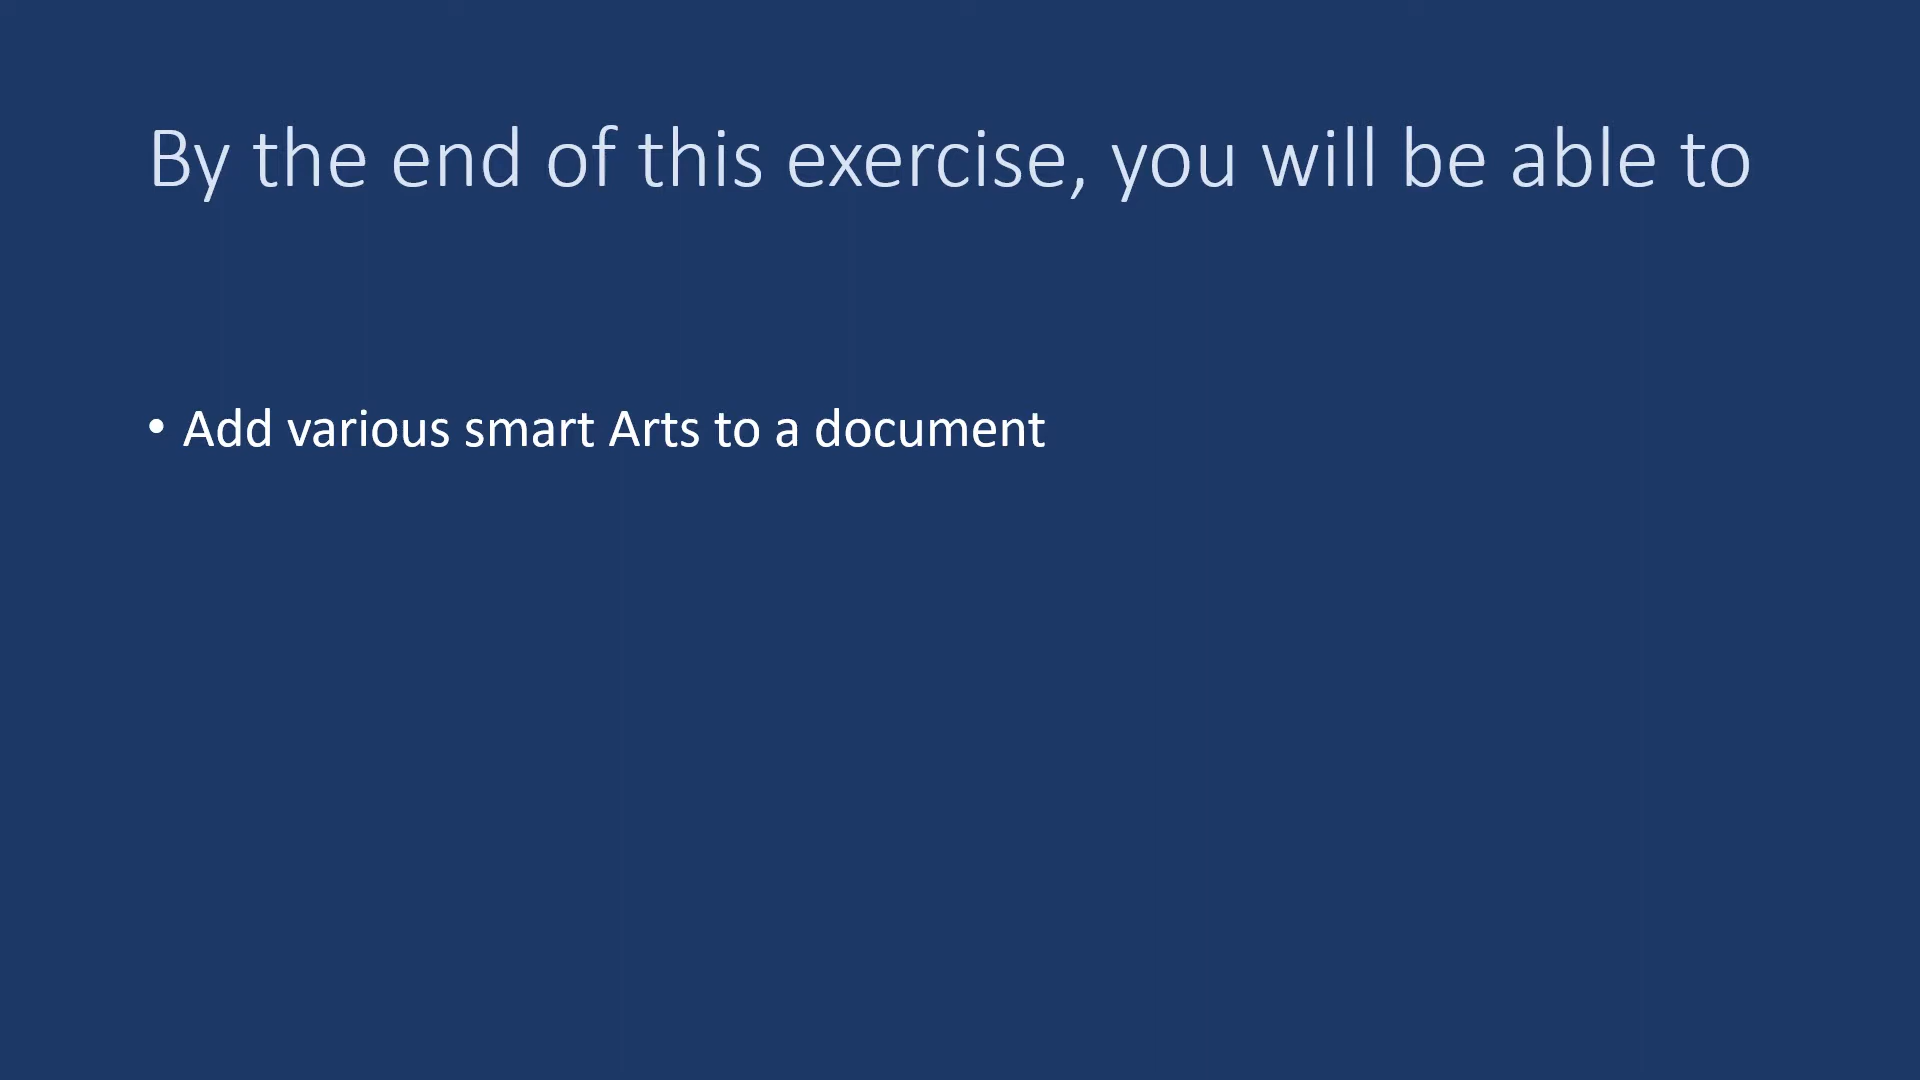 By the end of this exercise, you will be able to
• Add various smart Arts to a document